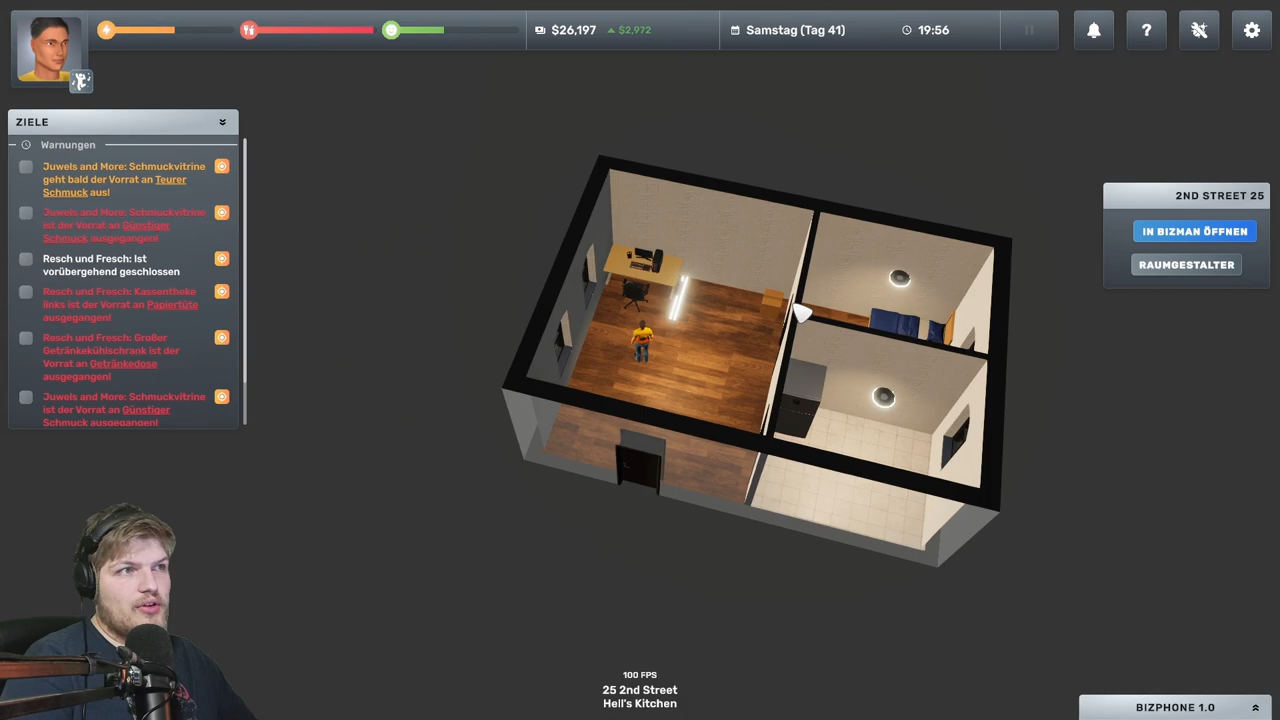 $26,197
$2,972
Samstag (Tag 41)
19:56
?
ZIELE
Warnungen
Juwels and More: Schmuckvitrine
geht bald der Vorrat an Teurer
Schmuck aus!
Juwels and More: Schmuckvitrine
ist der Vorrat an Günstiger
Schmuck ausgegangen!
Resch und Fresh: Ist
vorübergehend geschlossen
Resch und Fresh: Kassentheke
links ist der Vorrat an Papiertüte
ausgegangen!
Resch und Fresh: Großer
Getränkekühlschrank ist der
Vorrat an Getränkedose
ausgegangen!
Juwels and More: Schmuckvitrine
ist der Vorrat an Günstiger
Schmuck ausgegangen!
2ND STREET 25
IN BIZMAN ÖFFNEN
RAUMGESTALTER
100 FPS
25 2nd Street
Hell's Kitchen
BIZPHONE 1.0